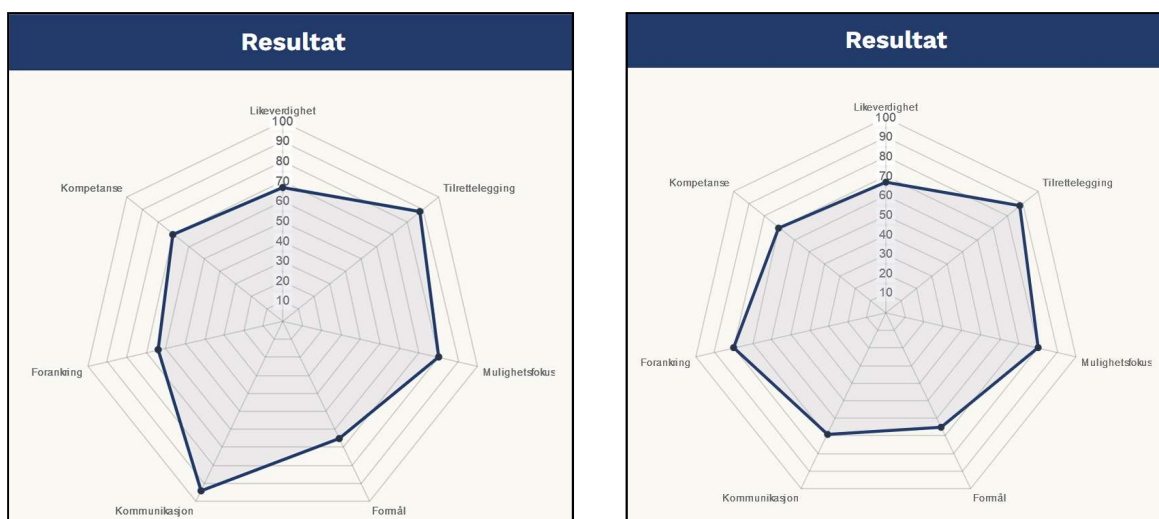 Resultat
Likeverdighet
100
90
80
70
60
50
40
30
20
10
Kompetanse
Tilrettelegging
Forankring
Mulighetsfokus
Kommunikasjon
Formål
Resultat
Likeverdighet
100
90
80
70
60
50
40
30
20
10
Kompetanse
Tilrettelegging
Forankring
Mulighetsfokus
Kommunikasjon
Formål